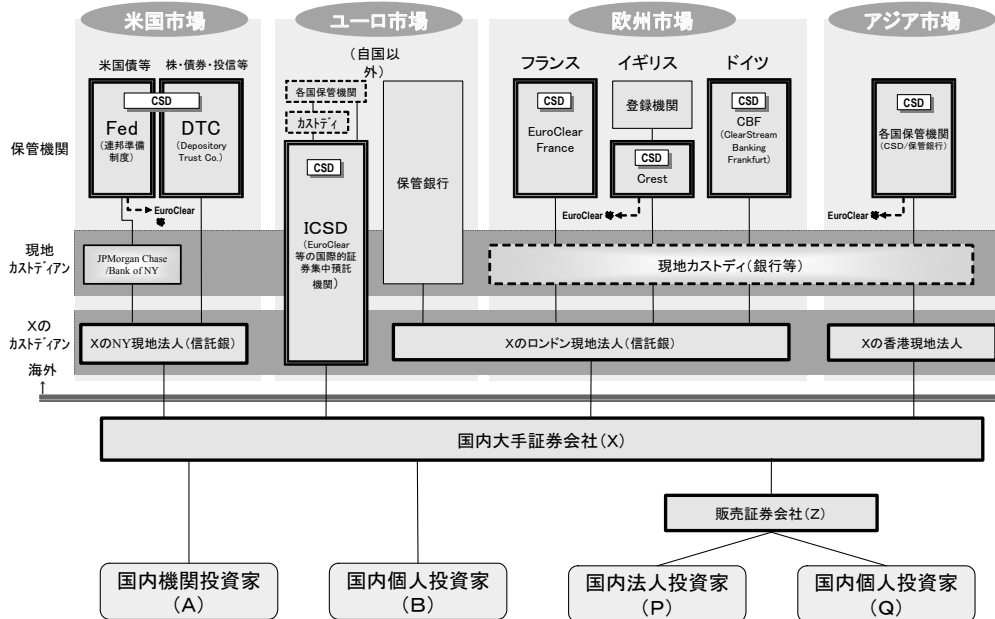 米国市場
ユーロ市場
欧州市場
アジア市場
米国債等
株・債券・投信等
(自国以
外)
フランス
イギリス
ドイツ
保管機関
CSD
Fed
(連邦準備
制度)
DTC
(Depository
Trust Co.)
EuroClear
等
各国保管機関
カストディ
CSD
ICSD
(EuroClear
等の国際的証
券集中預託
機関)
保管銀行
CSD
EuroClear
France
登録機関
CSD
Crest
EuroClear 等
CSD
CBF
(ClearStream
Banking
Frankfurt)
CSD
各国保管機関
(CSD/保管銀行)
EuroClear 等
現地
カストディアン
JPMorgan Chase
/Bank of NY
現地カストディ(銀行等)
Xの
カストディアン
XのNY現地法人(信託銀)
Xのロンドン現地法人(信託銀)
Xの香港現地法人
海外
↑
国内大手証券会社(X)
販売証券会社(Z)
国内機関投資家
(A)
国内個人投資家
(B)
国内法人投資家
(P)
国内個人投資家
(Q)